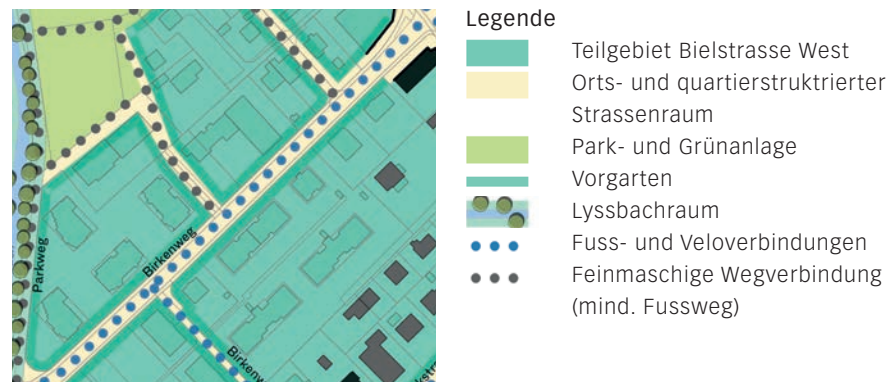 Legende
Teilgebiet Bielstrasse West
Orts- und quartierstruktrierter
Strassenraum
Park- und Grünanlage
Vorgarten
Lyssbachraum
Fuss- und Veloverbindungen
Feinmaschige Wegverbindung
(mind. Fussweg)
Parkweg
Birkenweg
Birkenweg